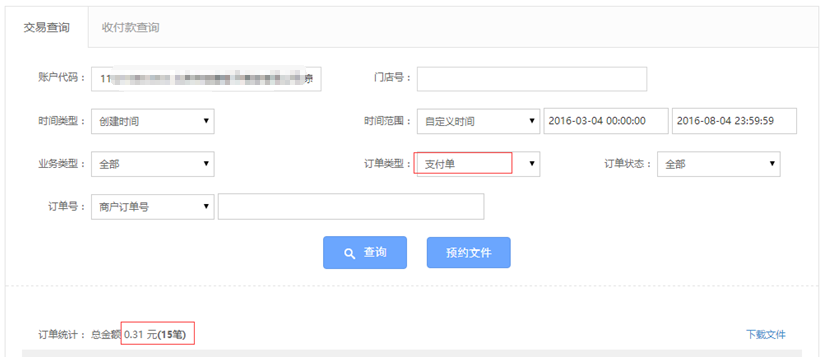 交易查询 收付款查询
账户代码： 11 门店号：
时间类型： 创建时间 时间范围： 自定义时间 2016-03-04 00:00:00 2016-08-04 23:59:59
业务类型： 全部 订单类型： 支付单 订单状态： 全部
订单号： 商户订单号
查询 预约文件
订单统计： 总金额 0.31 元(15笔) 下载文件